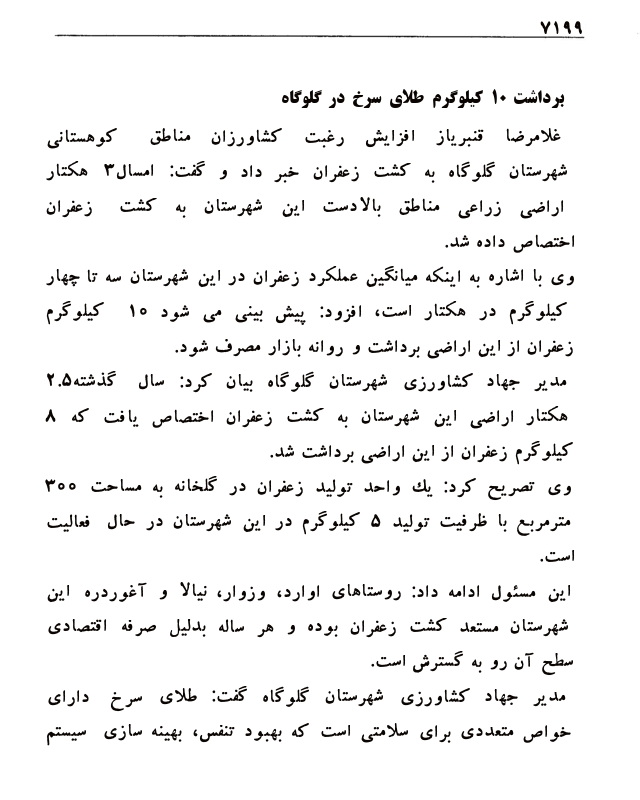 ۷۱۹۹
برداشت ۱۰ کیلوگرم طلای سرخ در گلوگاه
غلامرضا قنبریاز افزایش رغبت کشاورزان مناطق کوهستانی
شهرستان گلوگاه به کشت زعفران خبر داد و گفت: امسال۳ هکتار
اراضی زراعی مناطق بالادست این شهرستان به کشت زعفران
اختصاص داده شد.
وی با اشاره به اینکه میانگین عملکرد زعفران در این شهرستان سه تا چهار
کیلوگرم در هکتار است، افزود: پیش بینی می شود ۱۰ کیلوگرم
زعفران از این اراضی برداشت و روانه بازار مصرف شود.
مدیر جهاد کشاورزی شهرستان گلوگاه بیان کرد: سال گذشته۲.۵
هکتار اراضی این شهرستان به کشت زعفران اختصاص یافت که ۸
کیلوگرم زعفران از این اراضی برداشت شد.
وی تصریح کرد: یك واحد تولید زعفران در گلخانه به مساحت ۳۰۰
مترمربع با ظرفیت تولید ۵ کیلوگرم در این شهرستان در حال فعالیت
است.
این مسئول ادامه داد: روستاهای اوارد، وزوار، نیالا و آغوردره این
شهرستان مستعد کشت زعفران بوده و هر ساله بدلیل صرفه اقتصادی
سطح آن رو به گسترش است.
مدیر جهاد کشاورزی شهرستان گلوگاه گفت: طلای سرخ دارای
خواص متعددی برای سلامتی است که بهبود تنفس، بهینه سازی سیستم